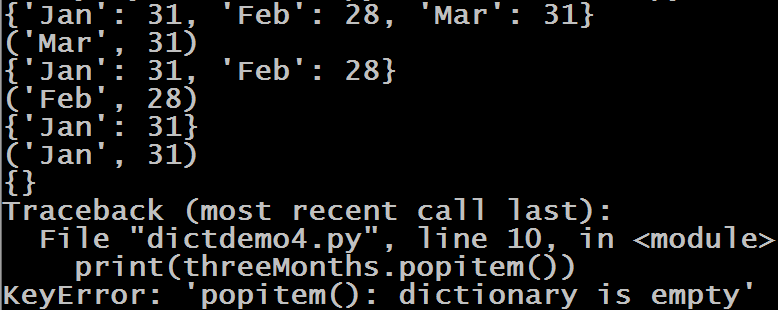 {'Jan': 31, 'Feb': 28, 'Mar': 31}
('Mar', 31)
{'Jan': 31, 'Feb': 28}
('Feb', 28)
{'Jan': 31}
('Jan', 31)
{}
Traceback (most recent call last):
  File "dictdemo4.py", line 10, in <module>
    print(threeMonths.popitem())
KeyError: 'popitem(): dictionary is empty'